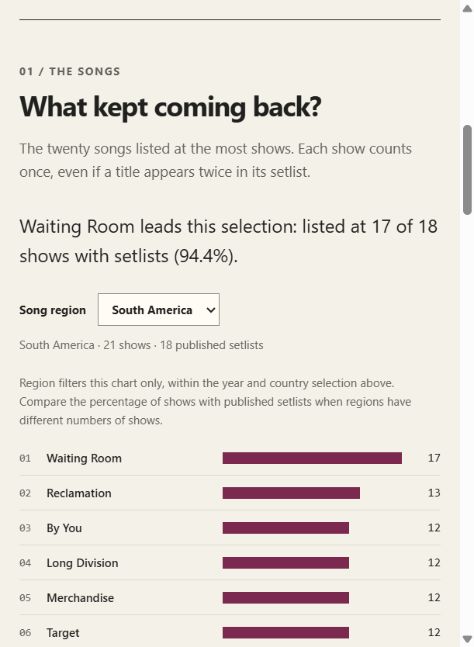 01 / THE SONGS
What kept coming back?
The twenty songs listed at the most shows. Each show counts
once, even if a title appears twice in its setlist.
Waiting Room leads this selection: listed at 17 of 18
shows with setlists (94.4%).
Song region South America
South America · 21 shows · 18 published setlists
Region filters this chart only, within the year and country selection above.
Compare the percentage of shows with published setlists when regions have
different numbers of shows.
01 Waiting Room 17
02 Reclamation 13
03 By You 12
04 Long Division 12
05 Merchandise 12
06 Target 12